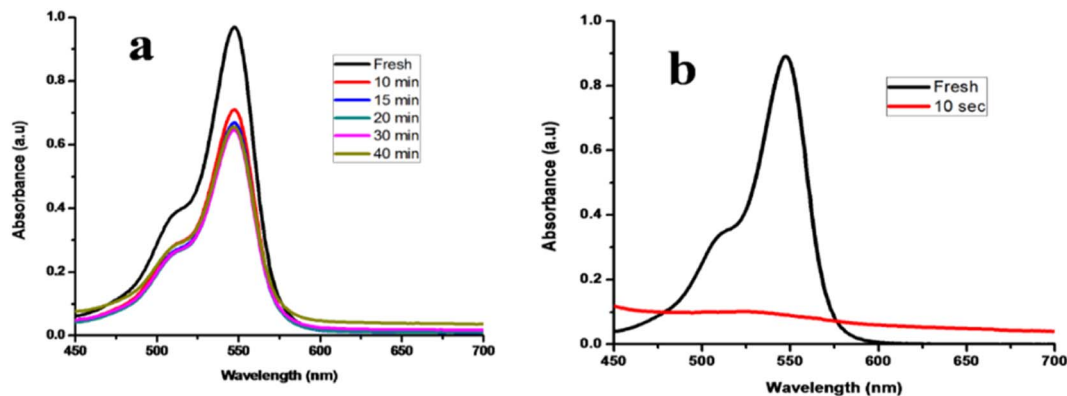 a
Absorbance (a.u)
1.0
0.8
0.6
0.4
0.2
0.0
Fresh
10 min
15 min
20 min
30 min
40 min
450 500 550 600 650 700
Wavelength (nm)
b
Absorbance (a.u)
1.0
0.8
0.6
0.4
0.2
0.0
Fresh
10 sec
450 500 550 600 650 700
Wavelength (nm)